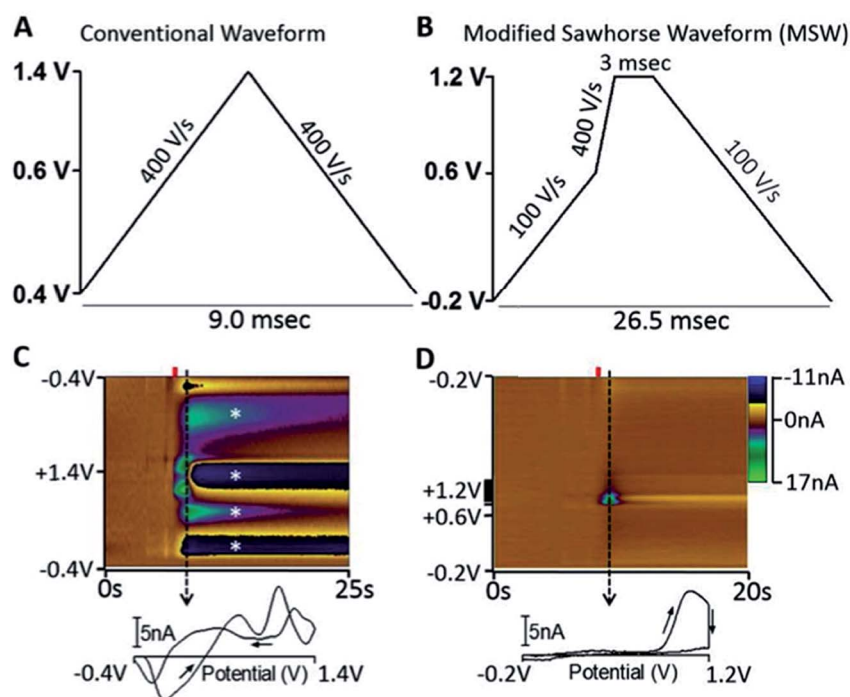 A Conventional Waveform
1.4 V
0.6 V
0.4 V
400 V/s
400 V/s
9.0 msec
B Modified Sawhorse Waveform (MSW)
3 msec
1.2 V
0.6 V
-0.2 V
100 V/s
400 V/s
100 V/s
26.5 msec
C
-0.4V
+1.4V
-0.4V
*
*
*
*
0s
25s
5nA
-0.4V
Potential (V)
1.4V
D
-0.2V
+1.2V
+0.6V
-0.2V
0s
20s
-11nA
0nA
17nA
5nA
-0.2V
Potential (V)
1.2V